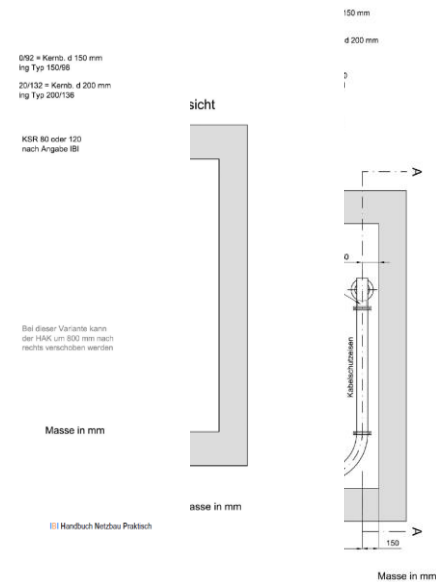 0/92 = Kernb. d 150 mm
ing Typ 150/98
20/132 = Kernb. d 200 mm
ing Typ 200/136
KSR 80 oder 120
nach Angabe IBI
Bei dieser Variante kann
der HAK um 800 mm nach
rechts verschoben werden
Masse in mm
IBI Handbuch Netzbau Praktisch
sicht
asse in mm
150 mm
d 200 mm
A
0
Kabelschutzeisen
A
150
Masse in mm